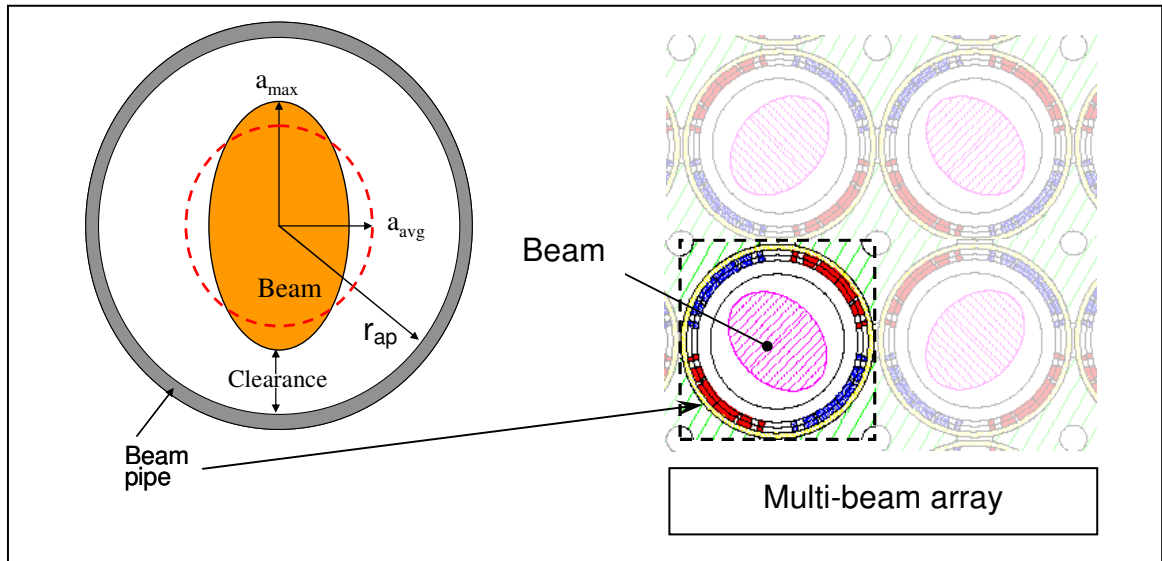 a_max
a_avg
Beam
r_ap
Clearance
Beam
pipe
Beam
Multi-beam array